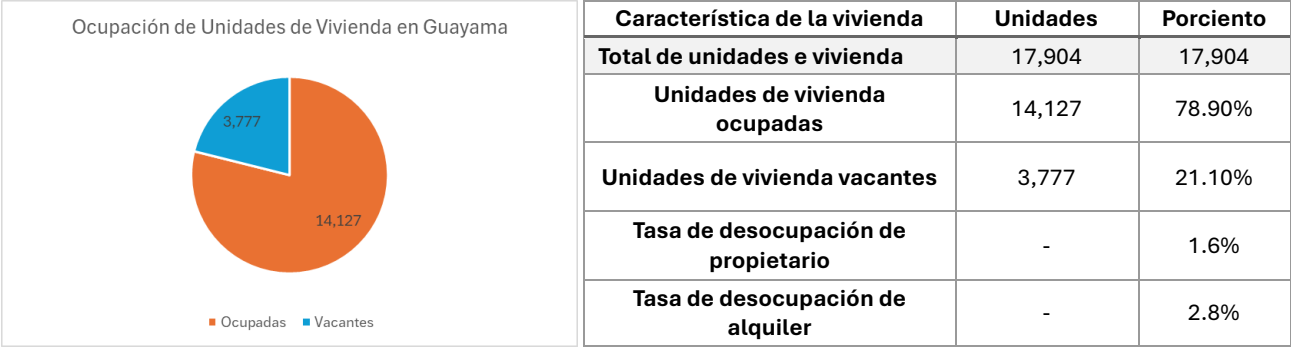 Ocupación de Unidades de Vivienda en Guayama
3,777
14,127
Ocupadas Vacantes
Característica de la vivienda Unidades Porciento
Total de unidades e vivienda 17,904 17,904
Unidades de vivienda
ocupadas 14,127 78.90%
Unidades de vivienda vacantes 3,777 21.10%
Tasa de desocupación de
propietario - 1.6%
Tasa de desocupación de
alquiler - 2.8%